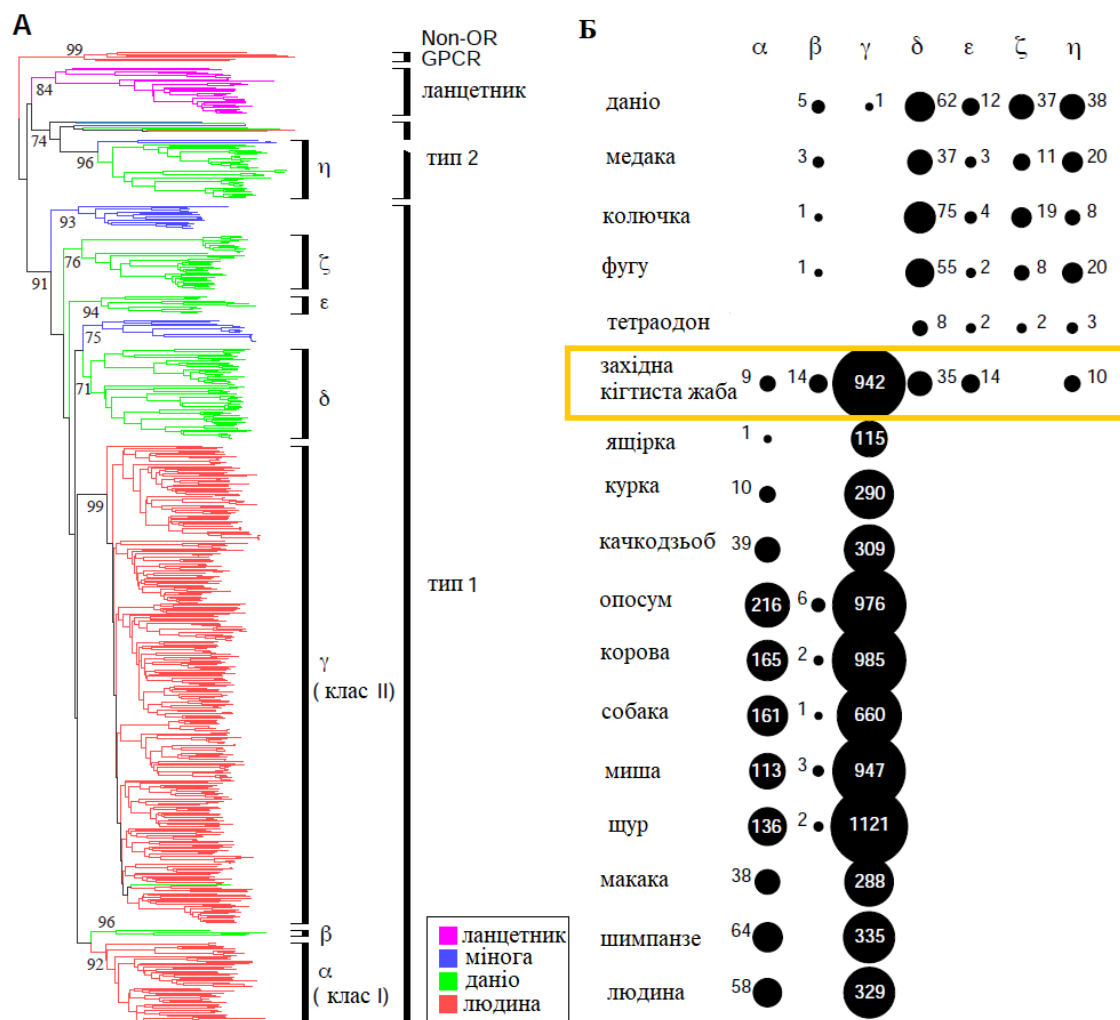 А
99
Non-OR
GPCR
84
ланцетник
74
96
η
тип 2
93
76
ζ
91
94
ε
75
71
δ
99
тип 1
γ
( клас II)
96
β
92
α
( клас I)
ланцетник
мінога
даніо
людина
Б
α β γ δ ε ζ η
даніо 5 1 62 12 37 38
медака 3 37 3 11 20
колючка 1 75 4 19 8
фугу 1 55 2 8 20
тетраодон 8 2 2 3
західна
кігтиста жаба 9 14 942 35 14 10
ящірка 1 115
курка 10 290
качкодзьоб 39 309
опосум 216 6 976
корова 165 2 985
собака 161 1 660
миша 113 3 947
щур 136 2 1121
макака 38 288
шимпанзе 64 335
людина 58 329